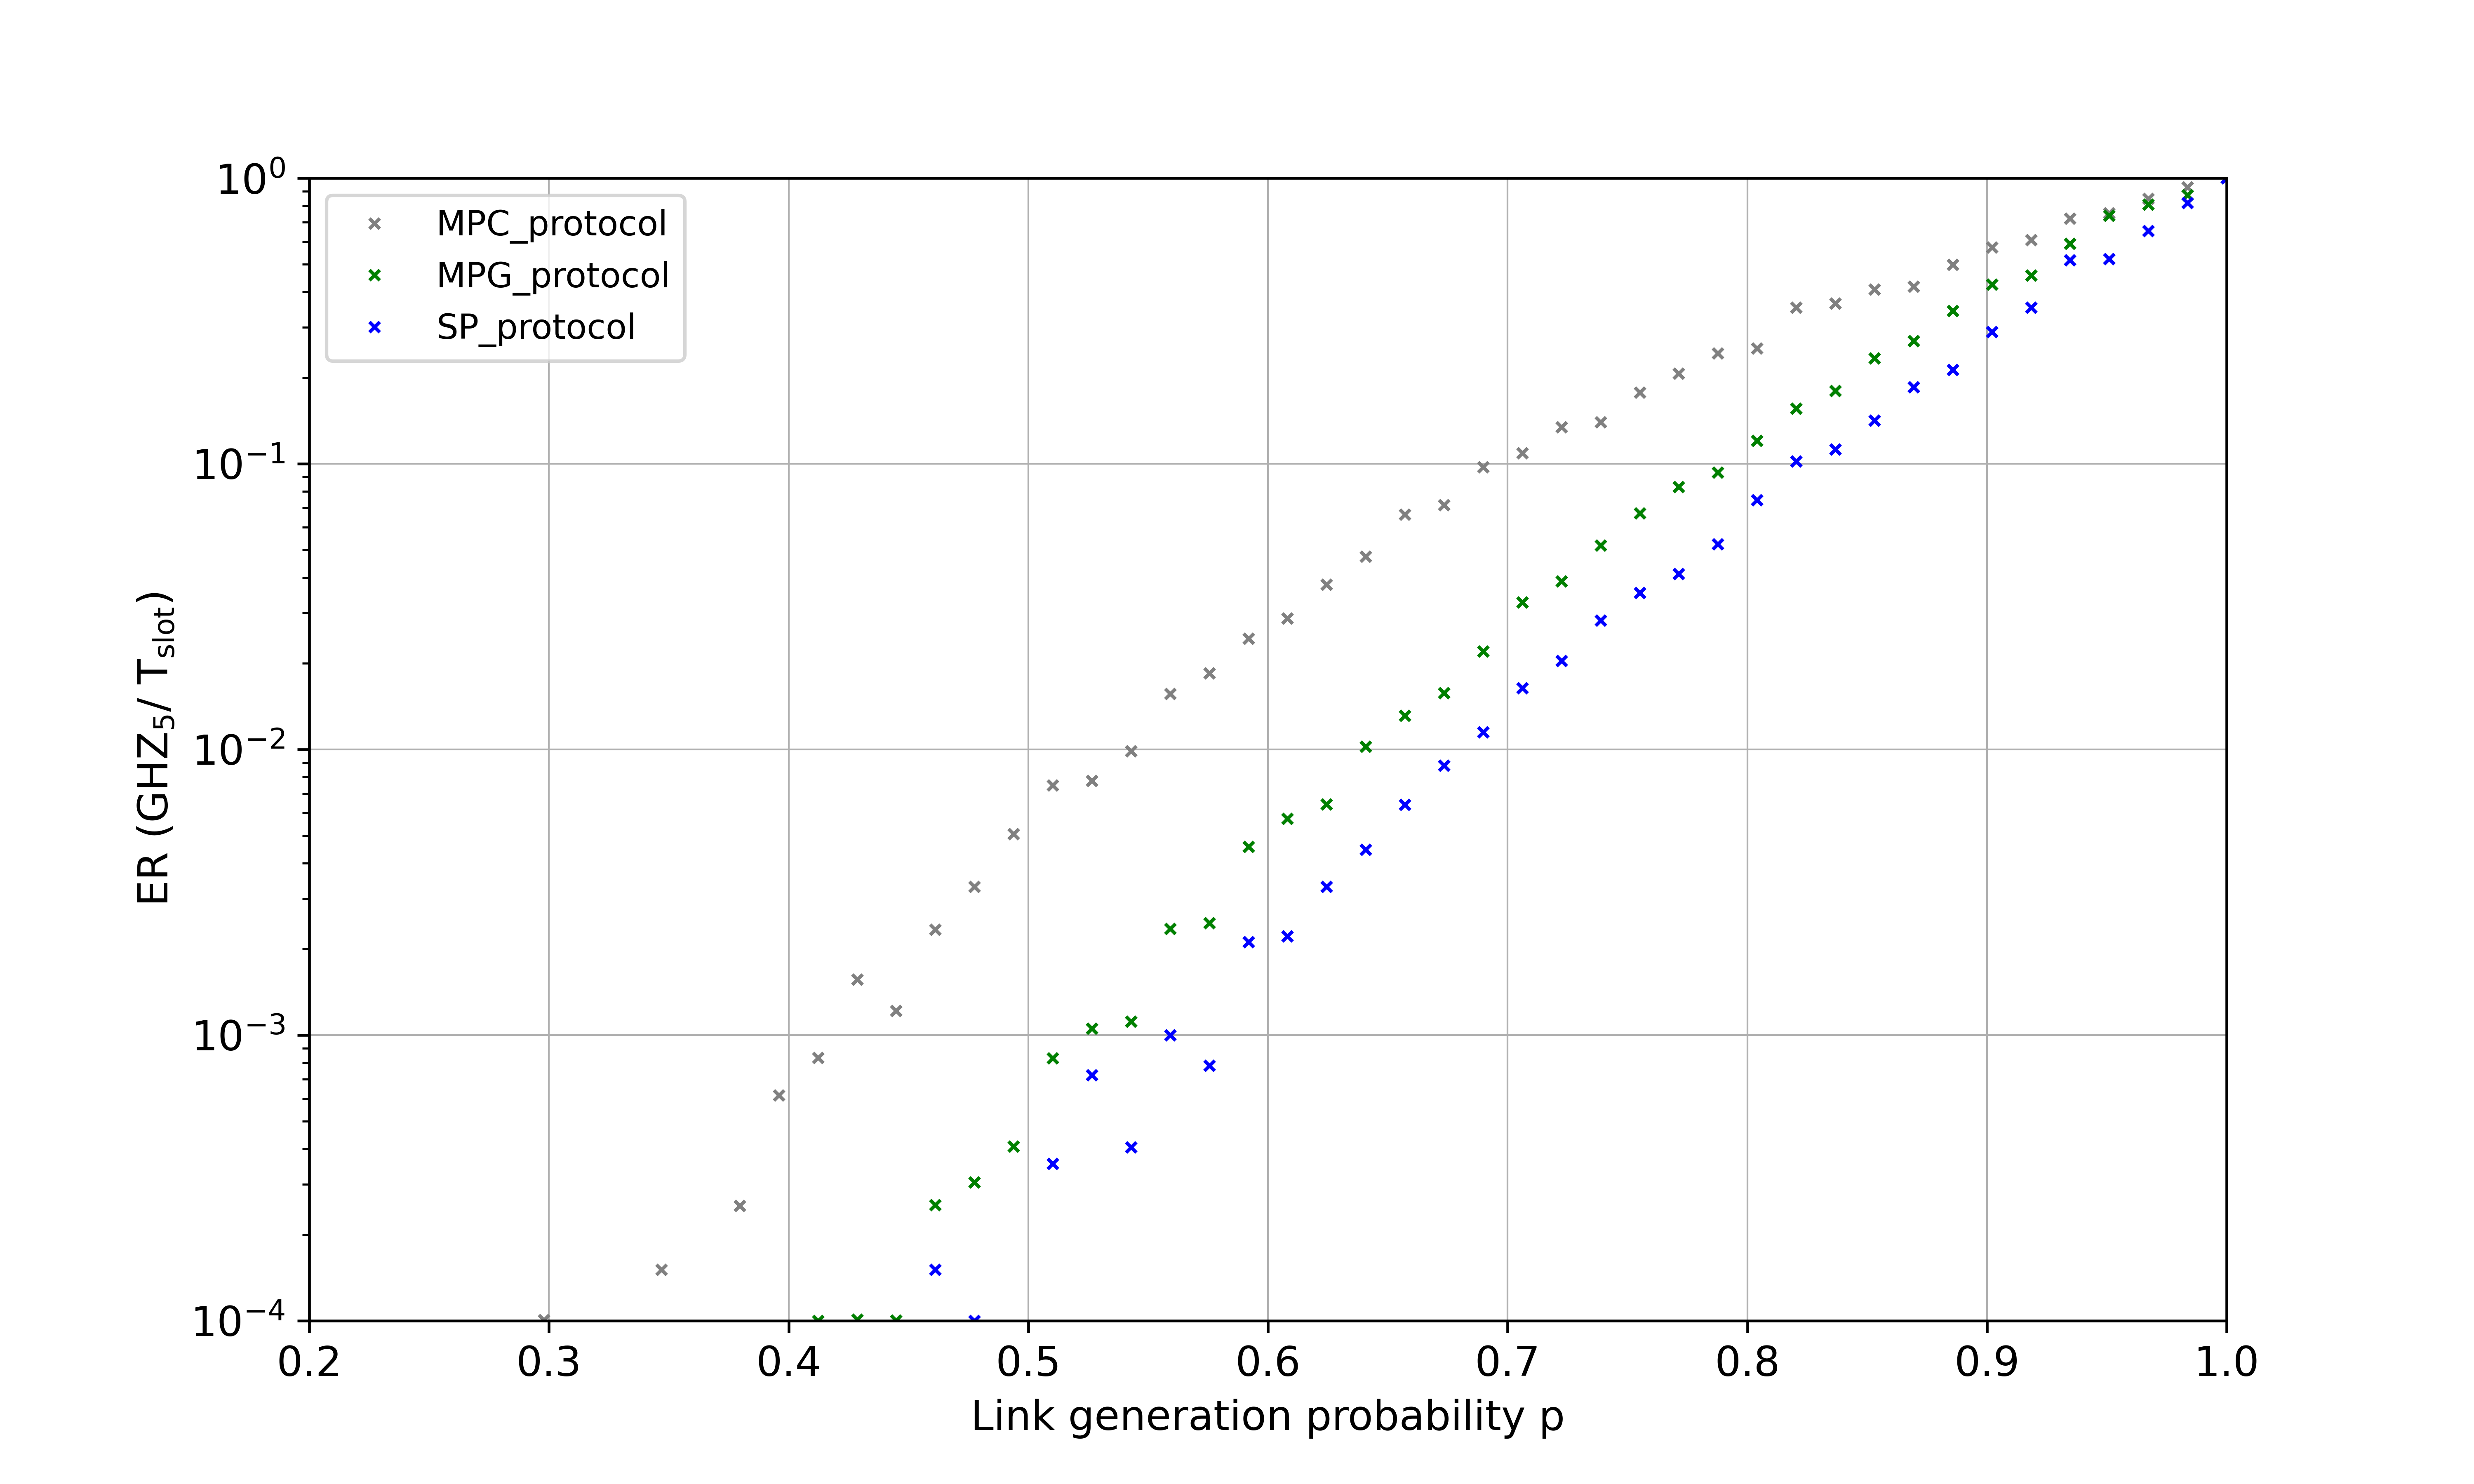 10⁰
10⁻¹
10⁻²
10⁻³
10⁻⁴
ER (GHZ₅/ Tₛₗₒₜ)
MPC_protocol
MPG_protocol
SP_protocol
0.2 0.3 0.4 0.5 0.6 0.7 0.8 0.9 1.0
Link generation probability p